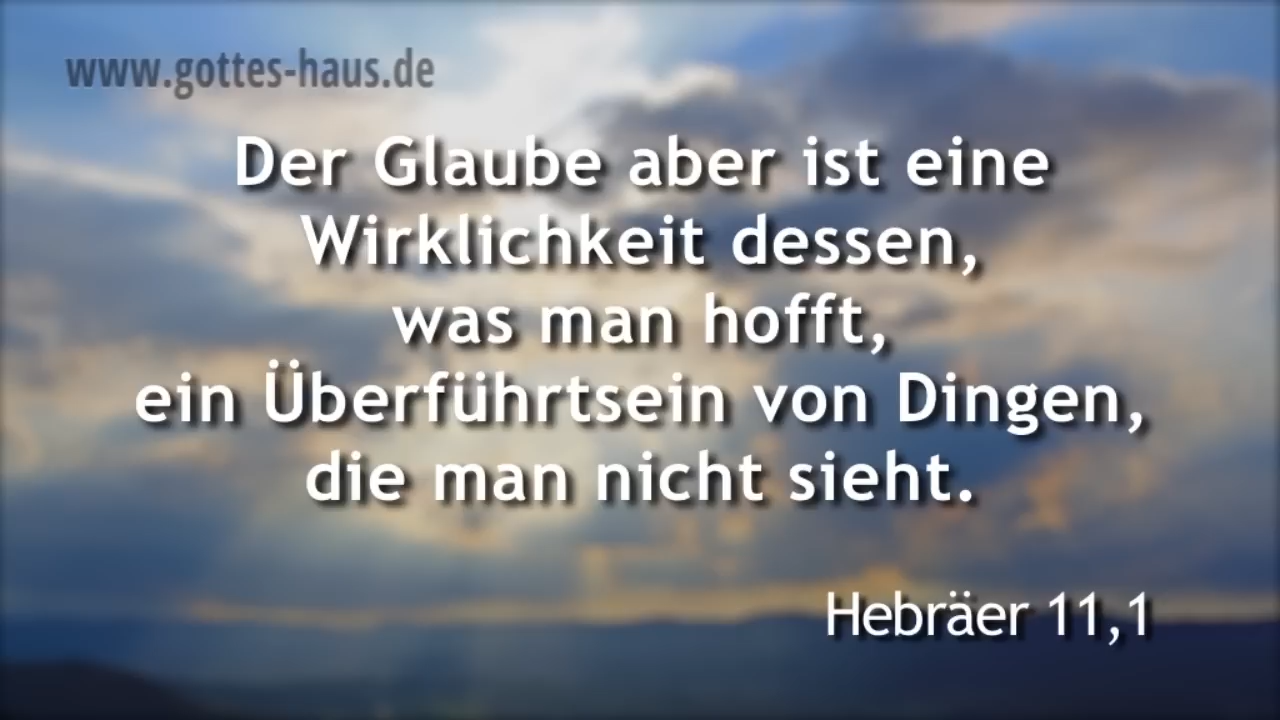 www.gottes-haus.de
Der Glaube aber ist eine
Wirklichkeit dessen,
was man hofft,
ein Überführtsein von Dingen,
die man nicht sieht.
Hebräer 11,1